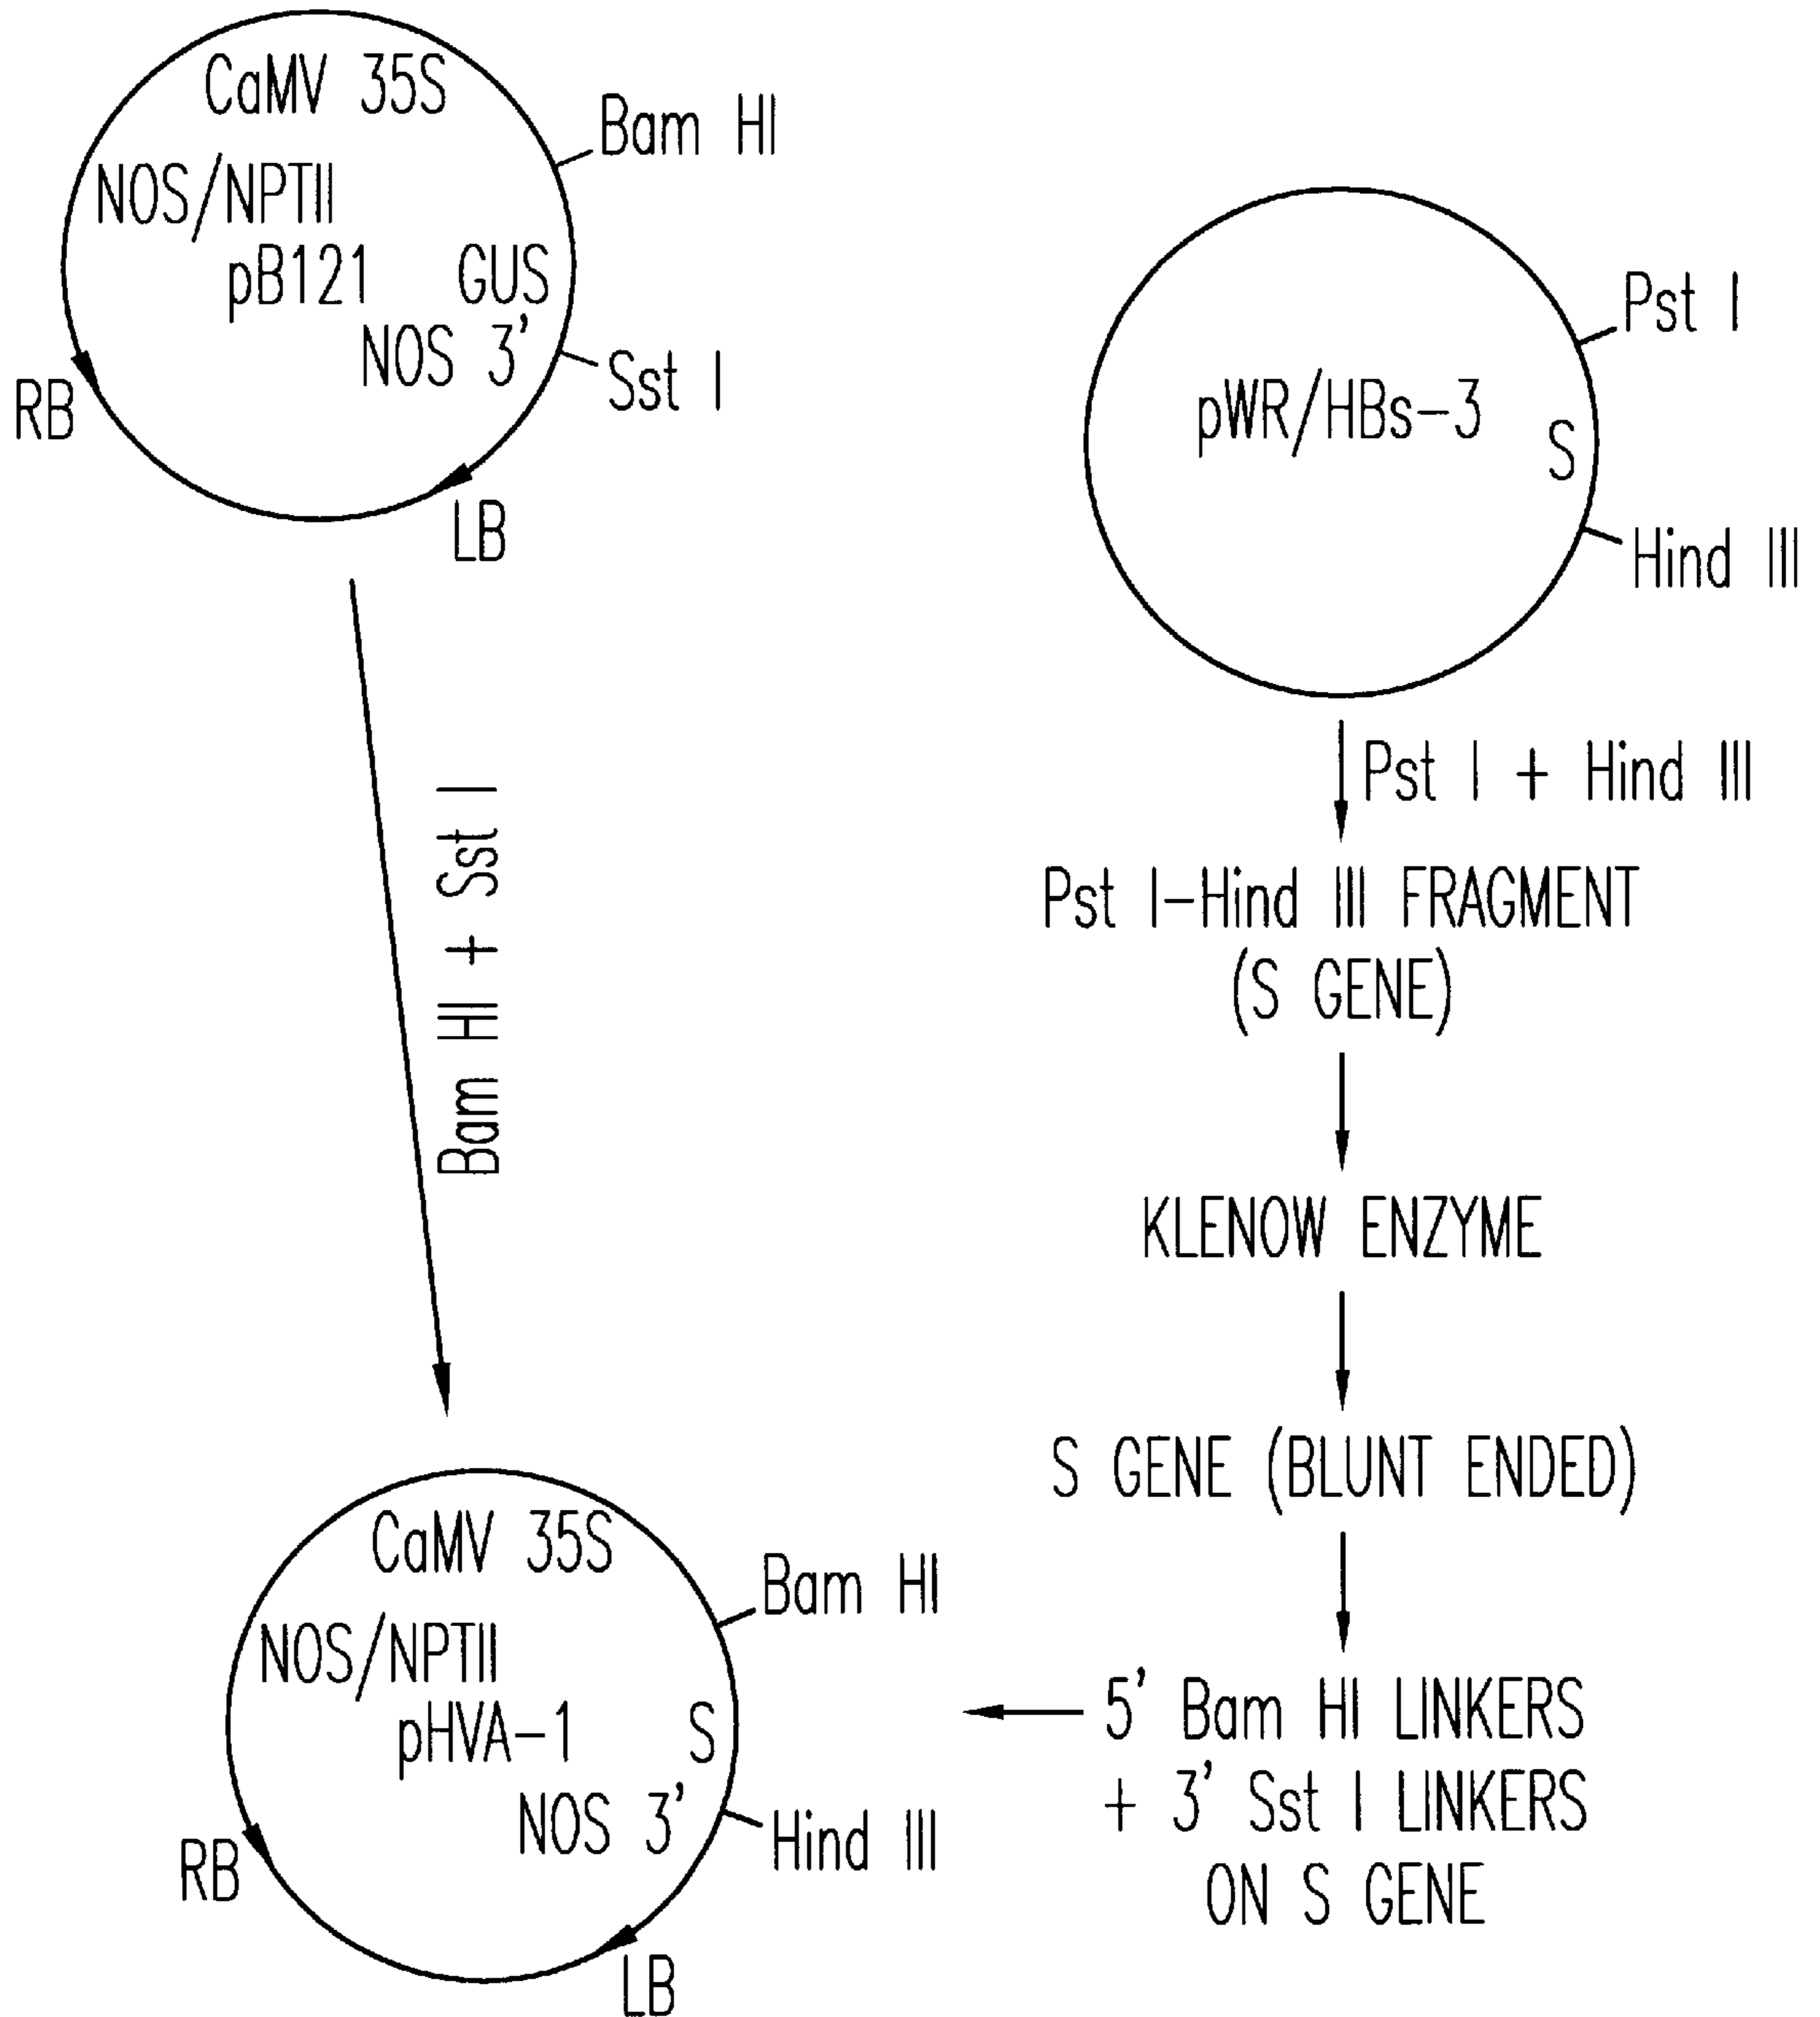 CaMV 35S
Bam HI
NOS/NPTII
pB121
GUS
NOS 3'
Sst I
RB
LB
Pst I
pWR/HBs-3
S
Hind III
Bam HI + Sst I
Pst I + Hind III
Pst I-Hind III FRAGMENT
(S GENE)
KLENOW ENZYME
S GENE (BLUNT ENDED)
5' Bam HI LINKERS
+ 3' Sst I LINKERS
ON S GENE
CaMV 35S
Bam HI
NOS/NPTII
pHVA-1
S
NOS 3'
Hind III
RB
LB